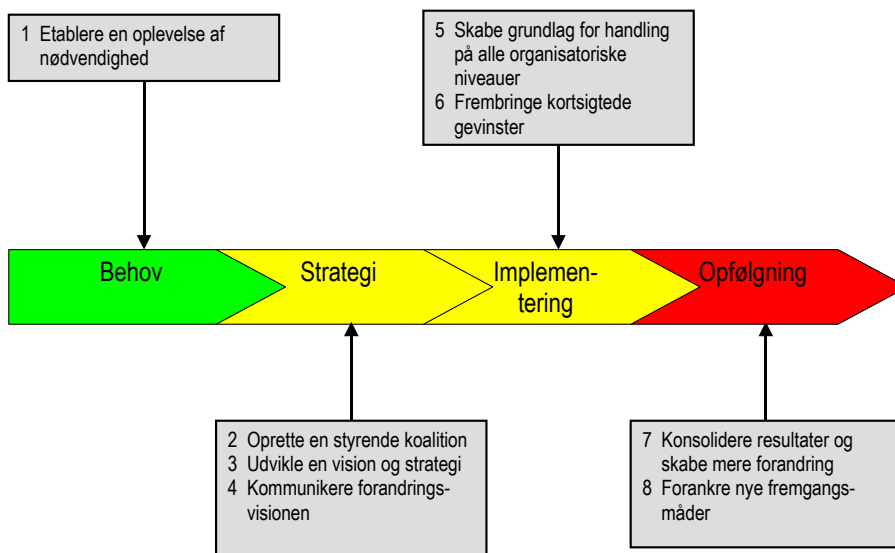 1 Etablere en oplevelse af
nødvendighed
5 Skabe grundlag for handling
på alle organisatoriske
niveauer
6 Frembringe kortsigtede
gevinster
Behov
Strategi
Implemen-
tering
Opfølgning
2 Oprette en styrende koalition
3 Udvikle en vision og strategi
4 Kommunikere forandrings-
visionen
7 Konsolidere resultater og
skabe mere forandring
8 Forankre nye fremgangs-
måder